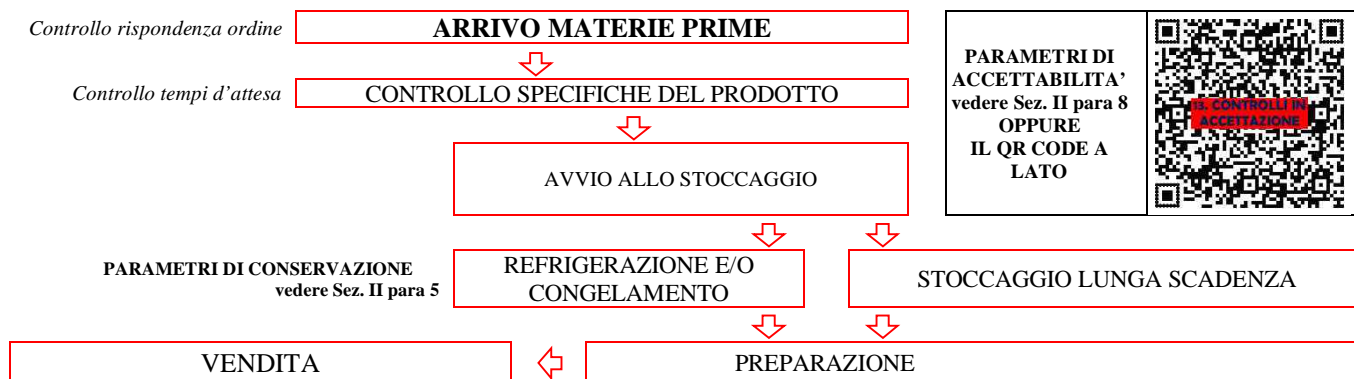 Controllo rispondenza ordine
ARRIVO MATERIE PRIME
Controllo tempi d'attesa
CONTROLLO SPECIFICHE DEL PRODOTTO
PARAMETRI DI
ACCETTABILITA'
vedere Sez. II para 8
OPPURE
IL QR CODE A
LATO
13. CONTROLLI IN
ACCETTAZIONE
AVVIO ALLO STOCCAGGIO
PARAMETRI DI CONSERVAZIONE
vedere Sez. II para 5
REFRIGERAZIONE E/O
CONGELAMENTO
STOCCAGGIO LUNGA SCADENZA
VENDITA
PREPARAZIONE